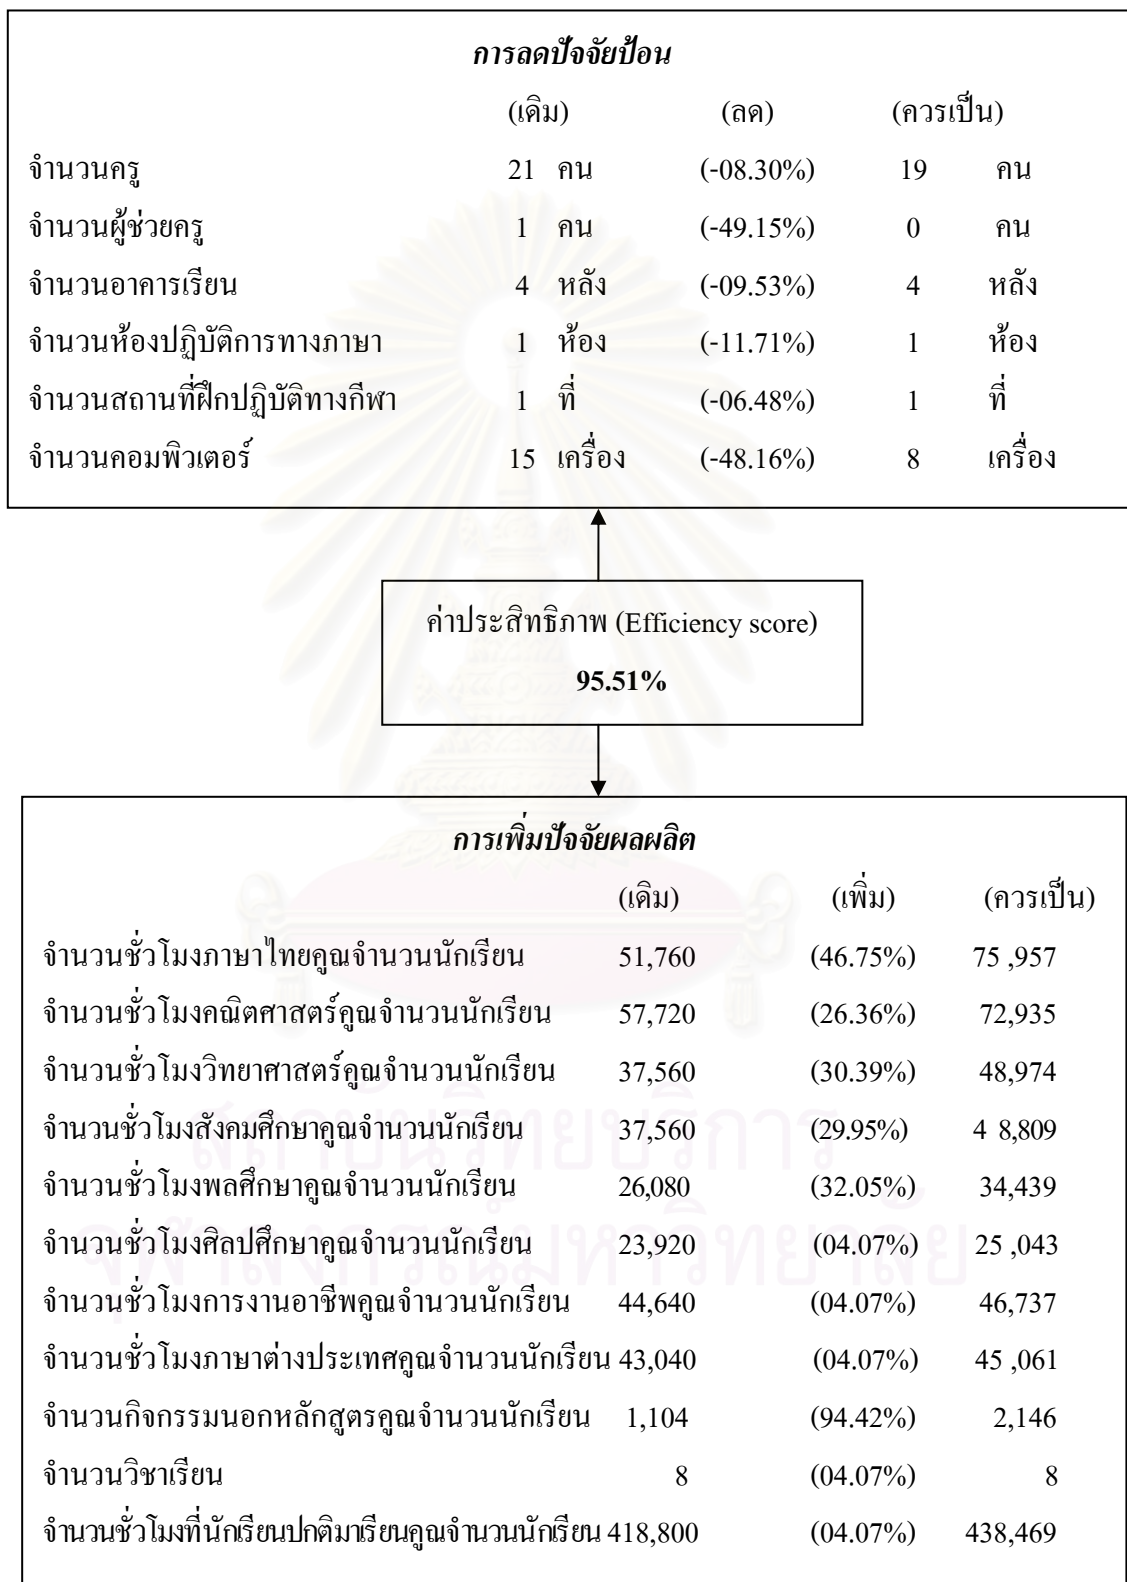 การลดปัจจัยป้อน
(เดิม) (ลด) (ควรเป็น)
จำนวนครู 21 คน (-08.30%) 19 คน
จำนวนผู้ช่วยครู 1 คน (-49.15%) 0 คน
จำนวนอาคารเรียน 4 หลัง (-09.53%) 4 หลัง
จำนวนห้องปฏิบัติการทางภาษา 1 ห้อง (-11.71%) 1 ห้อง
จำนวนสถานที่ฝึกปฏิบัติทางกีฬา 1 ที่ (-06.48%) 1 ที่
จำนวนคอมพิวเตอร์ 15 เครื่อง (-48.16%) 8 เครื่อง
ค่าประสิทธิภาพ (Efficiency score)
95.51%
การเพิ่มปัจจัยผลผลิต
(เดิม) (เพิ่ม) (ควรเป็น)
จำนวนชั่วโมงภาษาไทยคูณจำนวนนักเรียน 51,760 (46.75%) 75 ,957
จำนวนชั่วโมงคณิตศาสตร์คูณจำนวนนักเรียน 57,720 (26.36%) 72,935
จำนวนชั่วโมงวิทยาศาสตร์คูณจำนวนนักเรียน 37,560 (30.39%) 48,974
จำนวนชั่วโมงสังคมศึกษาคูณจำนวนนักเรียน 37,560 (29.95%) 4 8,809
จำนวนชั่วโมงพลศึกษาคูณจำนวนนักเรียน 26,080 (32.05%) 34,439
จำนวนชั่วโมงศิลปศึกษาคูณจำนวนนักเรียน 23,920 (04.07%) 25 ,043
จำนวนชั่วโมงการงานอาชีพคูณจำนวนนักเรียน 44,640 (04.07%) 46,737
จำนวนชั่วโมงภาษาต่างประเทศคูณจำนวนนักเรียน 43,040 (04.07%) 45 ,061
จำนวนกิจกรรมนอกหลักสูตรคูณจำนวนนักเรียน 1,104 (94.42%) 2,146
จำนวนวิชาเรียน 8 (04.07%) 8
จำนวนชั่วโมงที่นักเรียนปกติมาเรียนคูณจำนวนนักเรียน 418,800 (04.07%) 438,469
สถาบันวิทยบริการ
จุฬาลงกรณ์มหาวิทยาลัย